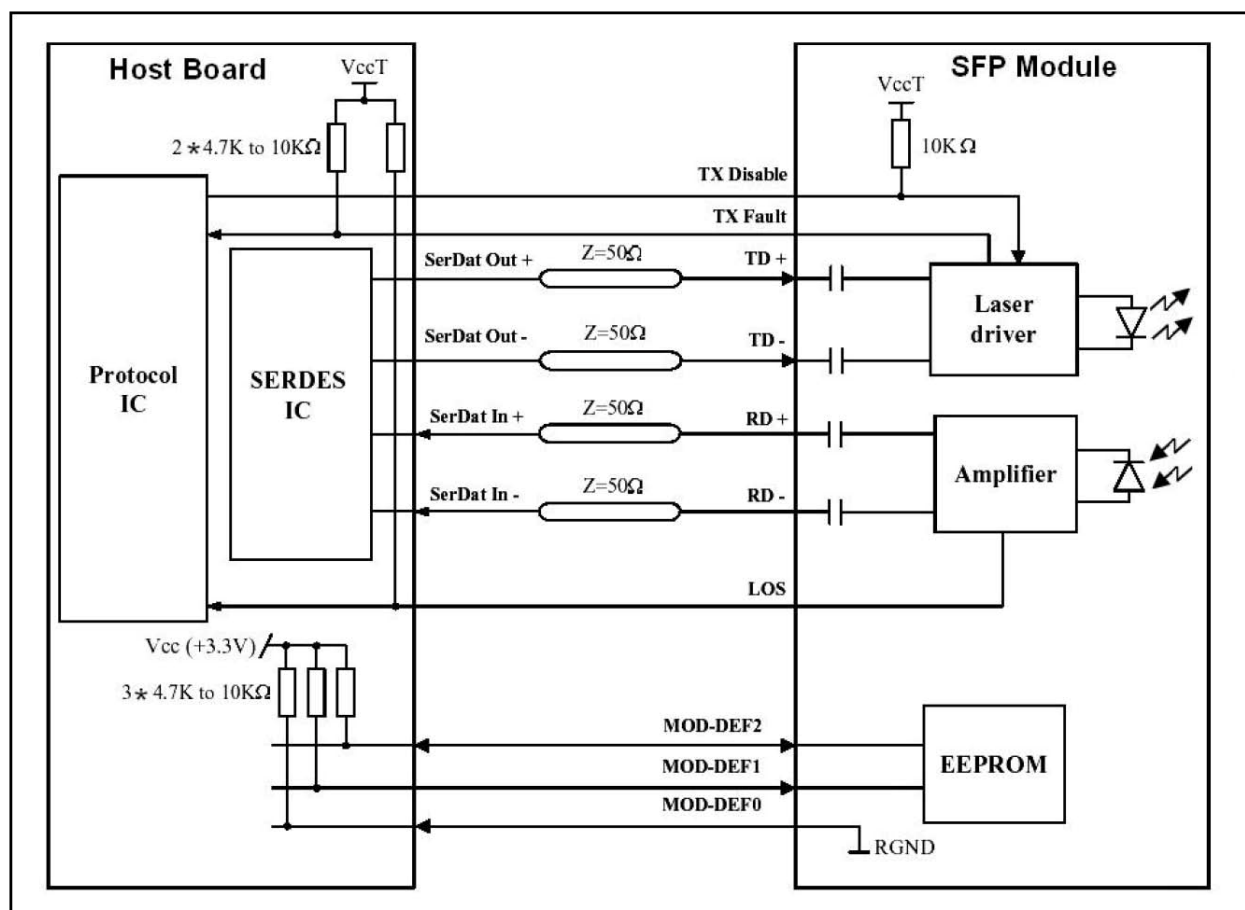 Host Board
SFP Module
VccT
VccT
2*4.7K to 10KΩ
10KΩ
TX Disable
TX Fault
SerDat Out +
Z=50Ω
TD +
Laser
driver
SerDat Out -
Z=50Ω
TD -
Protocol
IC
SERDES
IC
SerDat In +
Z=50Ω
RD +
Amplifier
SerDat In -
Z=50Ω
RD -
LOS
Vcc (+3.3V)
3*4.7K to 10KΩ
MOD-DEF2
MOD-DEF1
MOD-DEF0
EEPROM
RGND